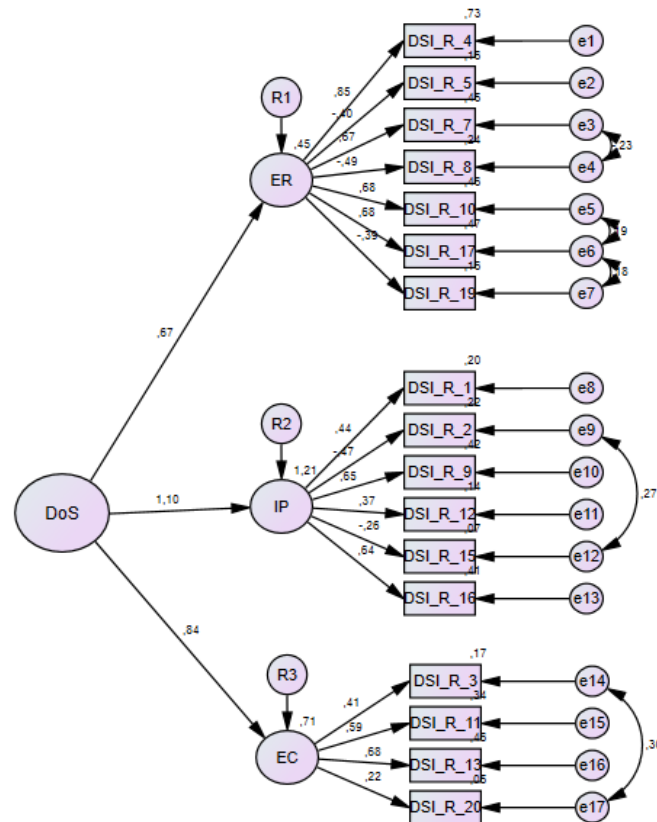 ,73
DSI_R_4
e1
,85
,16
DSI_R_5
e2
R1
-,40
,45
DSI_R_7
e3
,67
,45
ER
,24
-,49
DSI_R_8
e4
,23
,68
,46
DSI_R_10
e5
,68
,47
DSI_R_17
e6
,19
-,39
,15
DSI_R_19
e7
,18
,67
,20
DSI_R_1
e8
,44
,22
R2
DSI_R_2
e9
-,47
,42
1,21
,65
DSI_R_9
e10
,27
DoS
1,10
IP
,37
,14
DSI_R_12
e11
-,26
,07
DSI_R_15
e12
,64
,41
DSI_R_16
e13
,84
,17
R3
DSI_R_3
e14
,41
,34
,71
,59
DSI_R_11
e15
EC
,68
DSI_R_13
e16
,22
,05
DSI_R_20
e17